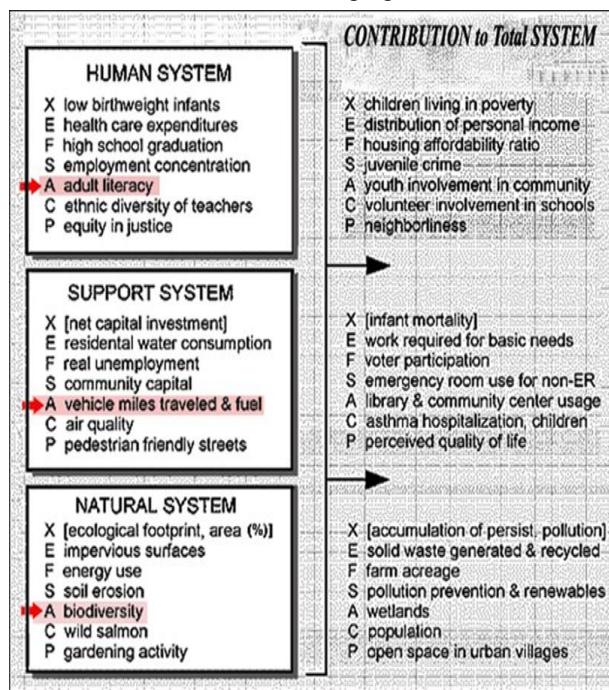 CONTRIBUTION to Total SYSTEM
HUMAN SYSTEM
X low birthweight infants
E health care expenditures
F high school graduation
S employment concentration
A adult literacy
C ethnic diversity of teachers
P equity in justice
X children living in poverty
E distribution of personal income
F housing affordability ratio
S juvenile crime
A youth involvement in community
C volunteer involvement in schools
P neighborliness
SUPPORT SYSTEM
X [net capital investment]
E residental water consumption
F real unemployment
S community capital
A vehicle miles traveled & fuel
C air quality
P pedestrian friendly streets
X [infant mortality]
E work required for basic needs
F voter participation
S emergency room use for non-ER
A library & community center usage
C asthma hospitalization, children
P perceived quality of life
NATURAL SYSTEM
X [ecological footprint, area (%)]
E impervious surfaces
F energy use
S soil erosion
A biodiversity
C wild salmon
P gardening activity
X [accumulation of persist, pollution]
E solid waste generated & recycled
F farm acreage
S pollution prevention & renewables
A wetlands
C population
P open space in urban villages